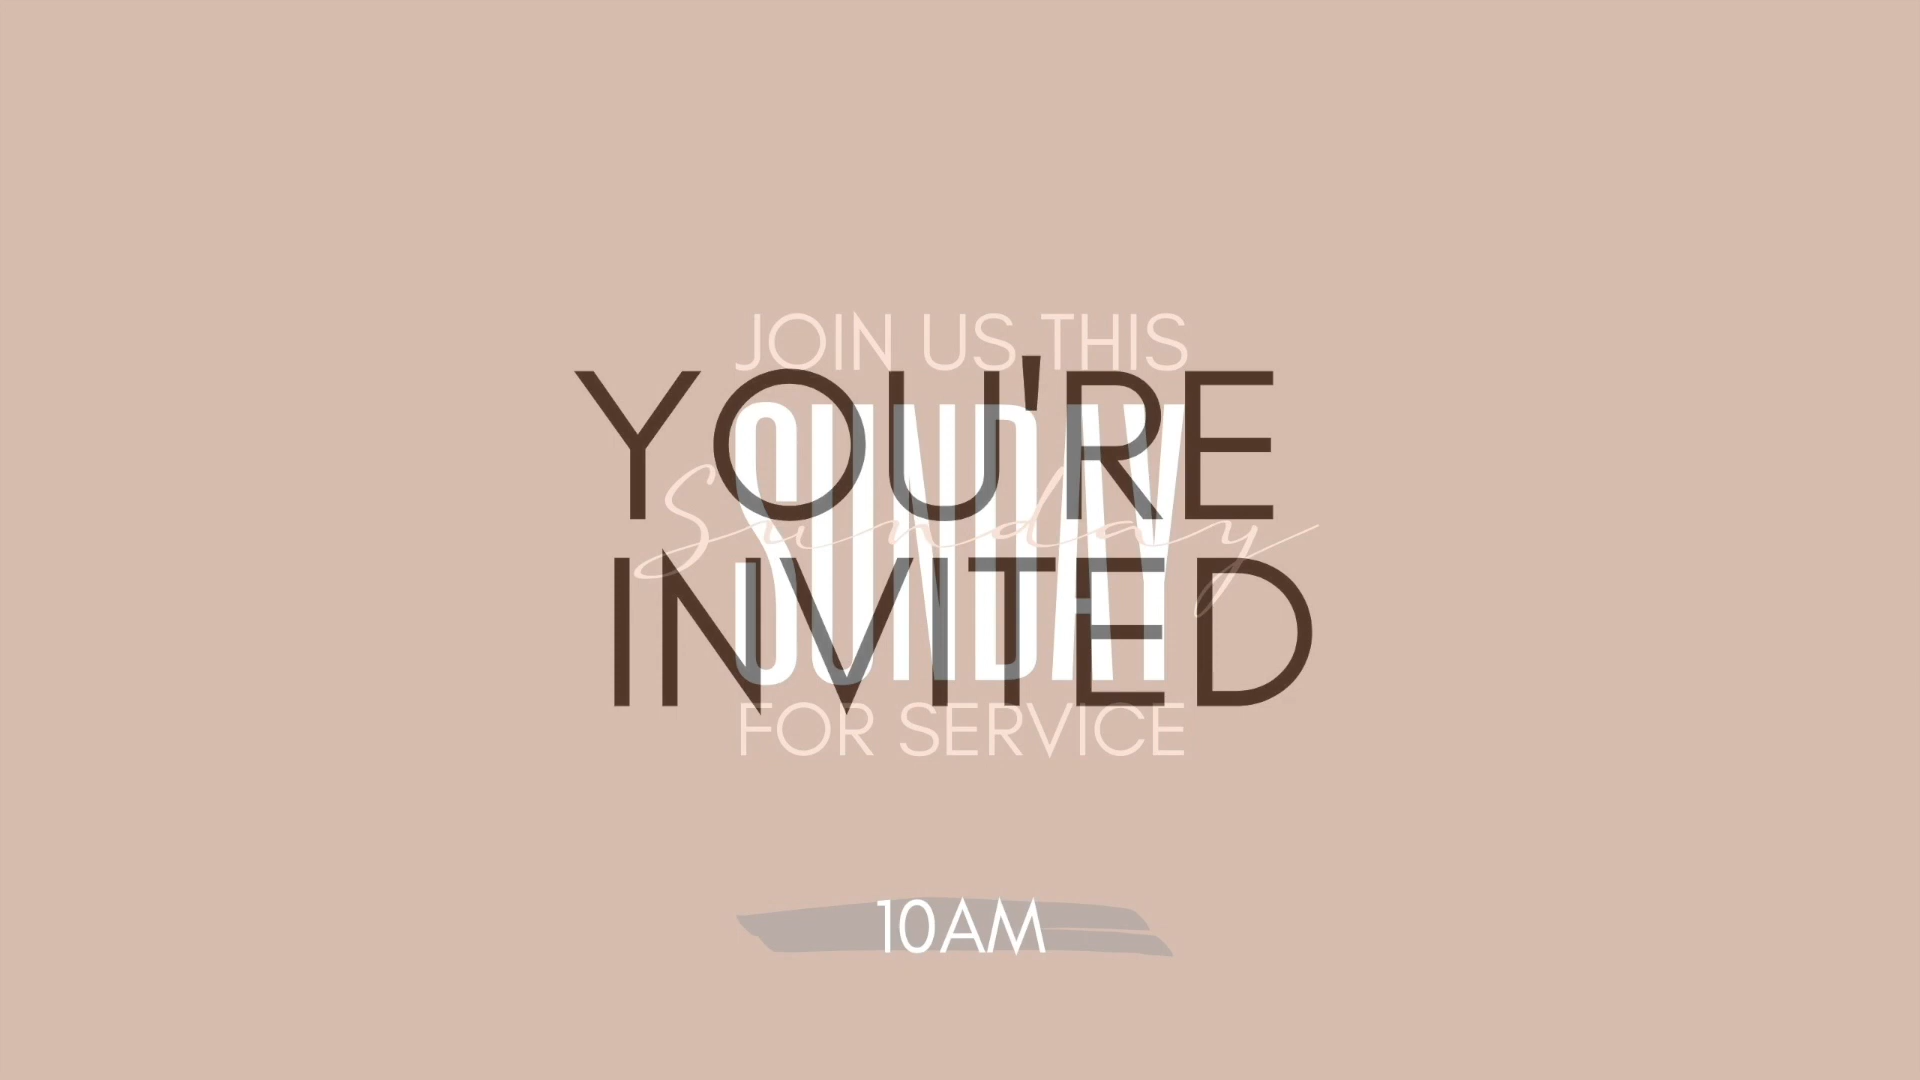 JOIN US THIS
YOU'RE
SUNDAY
Sunday
INVITED
FOR SERVICE
10AM